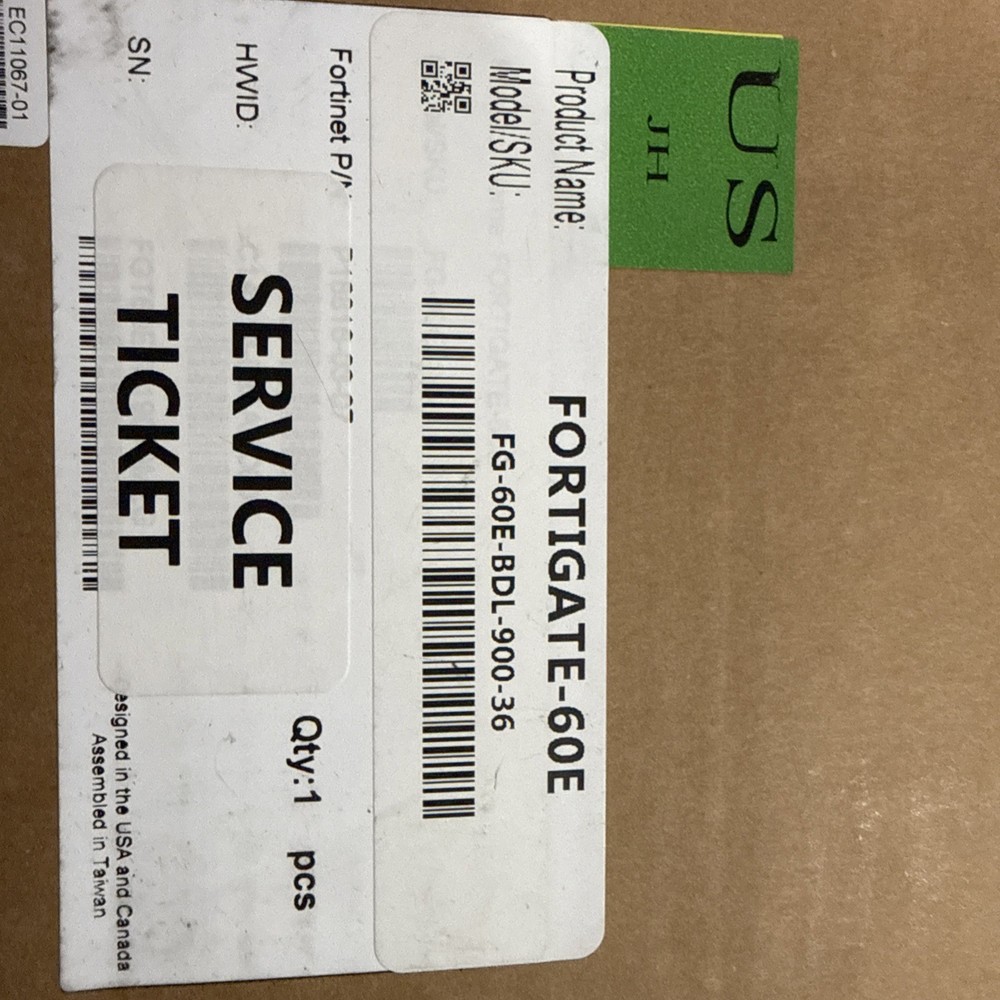 US
JH
Product Name: FORTIGATE-60E
Model/SKU: FG-60E-BDL-900-36
Fortinet P/N
HWID:
SN:
SERVICE
TICKET
Qty:1 pcs
esigned in the USA and Canada
Assembled in Taiwan
EC11067-01